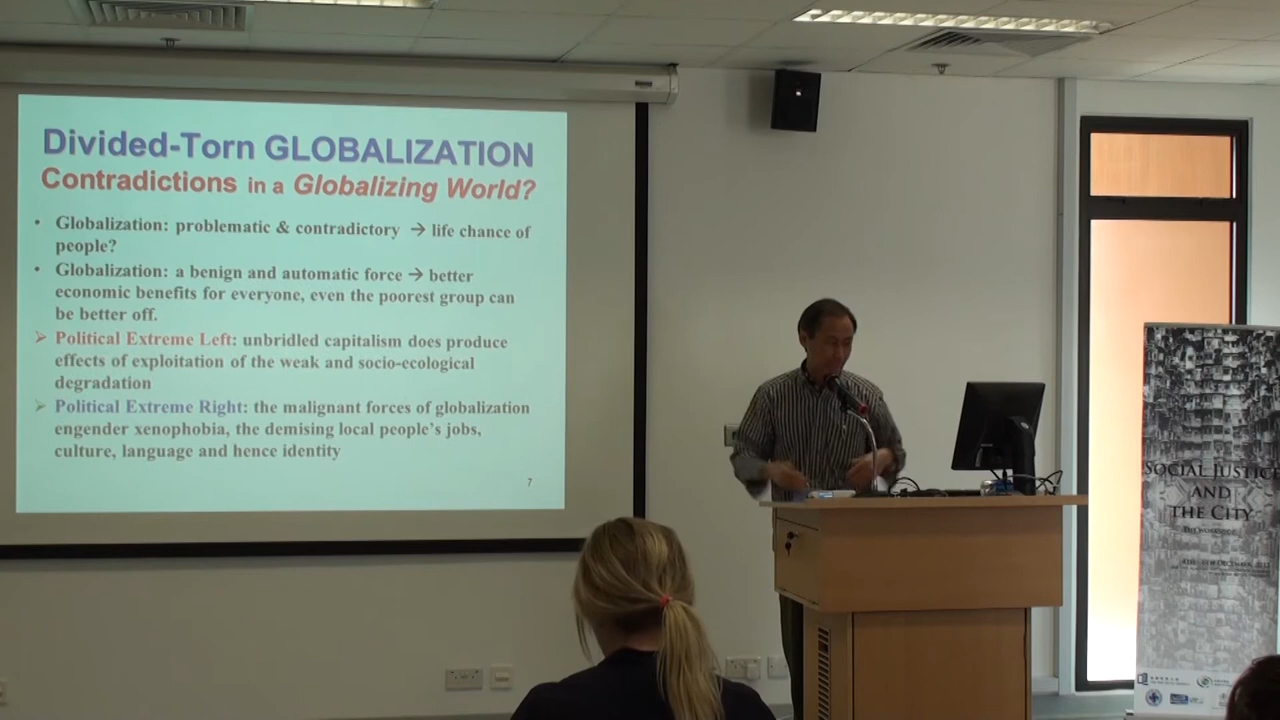 Divided-Torn GLOBALIZATION
Contradictions in a Globalizing World?
• Globalization: problematic & contradictory → life chance of
people?
• Globalization: a benign and automatic force → better
economic benefits for everyone, even the poorest group can
be better off.
➢ Political Extreme Left: unbridled capitalism does produce
effects of exploitation of the weak and socio-ecological
degradation
➢ Political Extreme Right: the malignant forces of globalization
engender xenophobia, the demising local people's jobs,
culture, language and hence identity
7
SOCIAL JUSTICE
AND
THE CITY